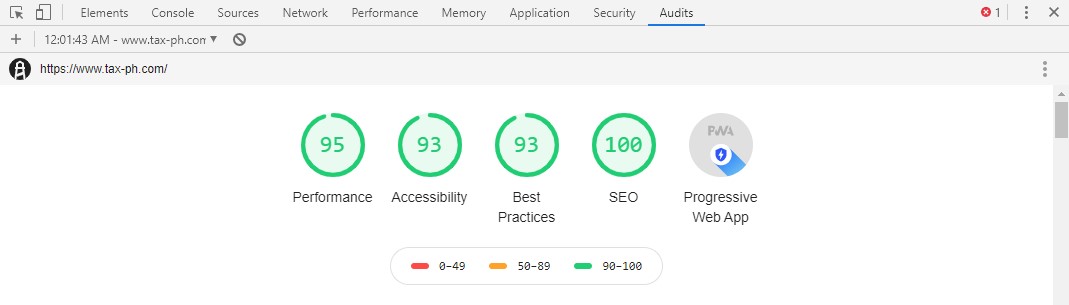 Elements Console Sources Network Performance Memory Application Security Audits 1
12:01:43 AM - www.tax-ph.com
https://www.tax-ph.com/
95 93 93 100 PWA
Performance Accessibility Best Practices SEO Progressive Web App
0–49 50–89 90–100